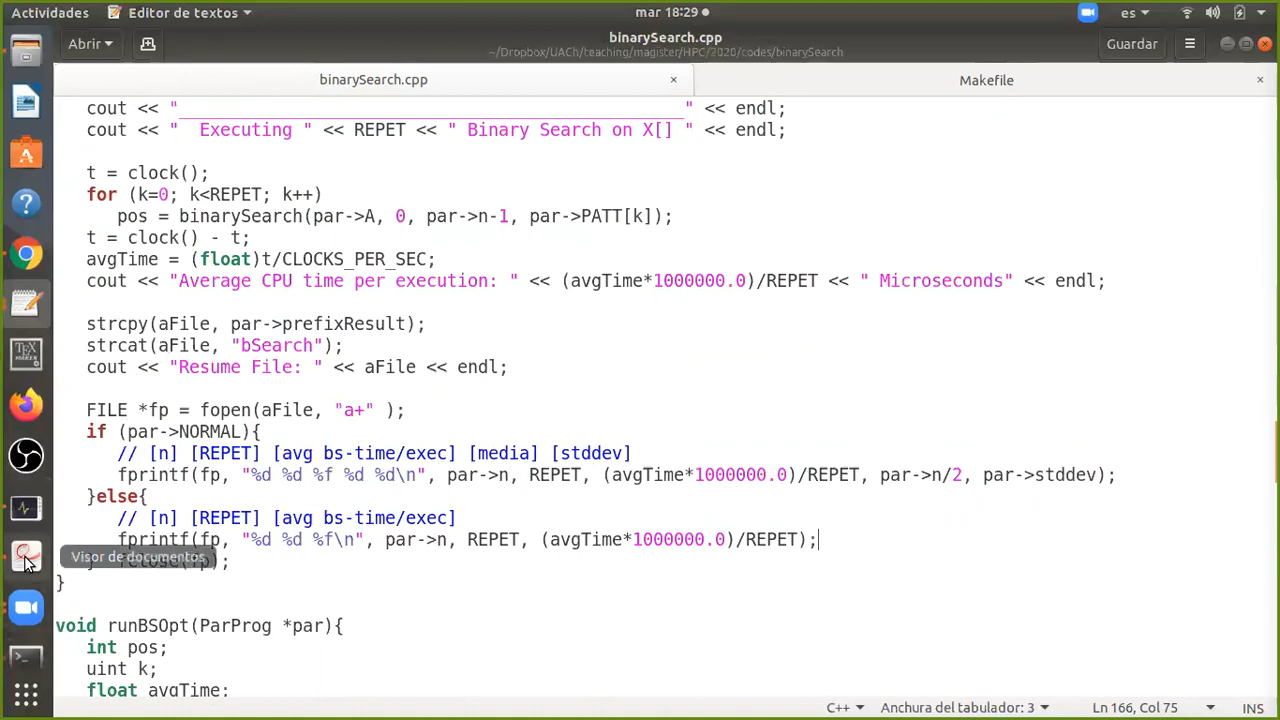 Actividades
Editor de textos
mar 18:29
es
Abrir
binarySearch.cpp
~/Dropbox/UACh/teaching/magister/HPC/2020/codes/binarySearch
Guardar
binarySearch.cpp ×
Makefile ×
cout << "_________________________________________________" << endl;
cout << "  Executing " << REPET << " Binary Search on X[] " << endl;
t = clock();
for (k=0; k<REPET; k++)
pos = binarySearch(par->A, 0, par->n-1, par->PATT[k]);
t = clock() - t;
avgTime = (float)t/CLOCKS_PER_SEC;
cout << "Average CPU time per execution: " << (avgTime*1000000.0)/REPET << " Microseconds" << endl;
strcpy(aFile, par->prefixResult);
strcat(aFile, "bSearch");
cout << "Resume File: " << aFile << endl;
FILE *fp = fopen(aFile, "a+" );
if (par->NORMAL){
// [n] [REPET] [avg bs-time/exec] [media] [stddev]
fprintf(fp, "%d %d %f %d %d\n", par->n, REPET, (avgTime*1000000.0)/REPET, par->n/2, par->stddev);
}else{
// [n] [REPET] [avg bs-time/exec]
fprintf(fp, "%d %d %f\n", par->n, REPET, (avgTime*1000000.0)/REPET);
Visor de documentos
}
void runBSOpt(ParProg *par){
int pos;
uint k;
float avgTime;
C++
Anchura del tabulador: 3
Ln 166, Col 75
INS